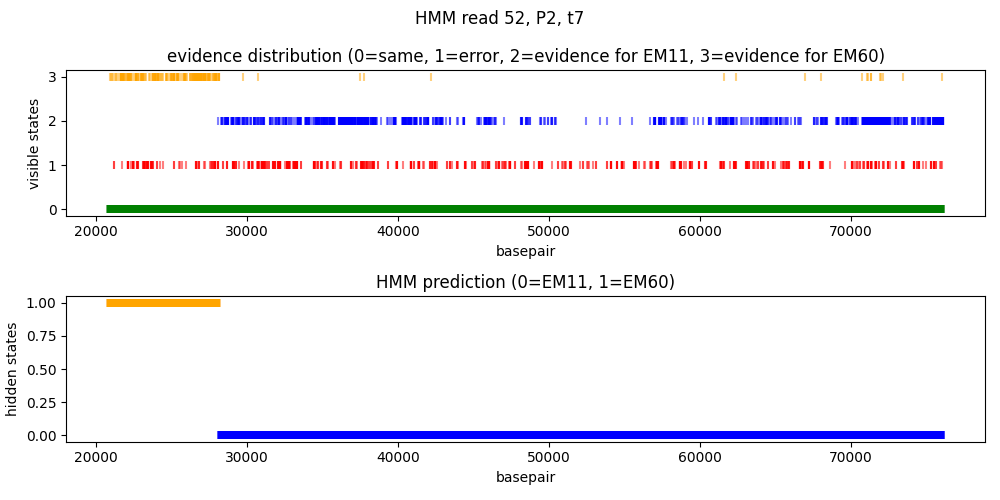 HMM read 52, P2, t7
evidence distribution (0=same, 1=error, 2=evidence for EM11, 3=evidence for EM60)
visible states
3
2
1
0
20000 30000 40000 50000 60000 70000
basepair
HMM prediction (0=EM11, 1=EM60)
hidden states
1.00
0.75
0.50
0.25
0.00
20000 30000 40000 50000 60000 70000
basepair